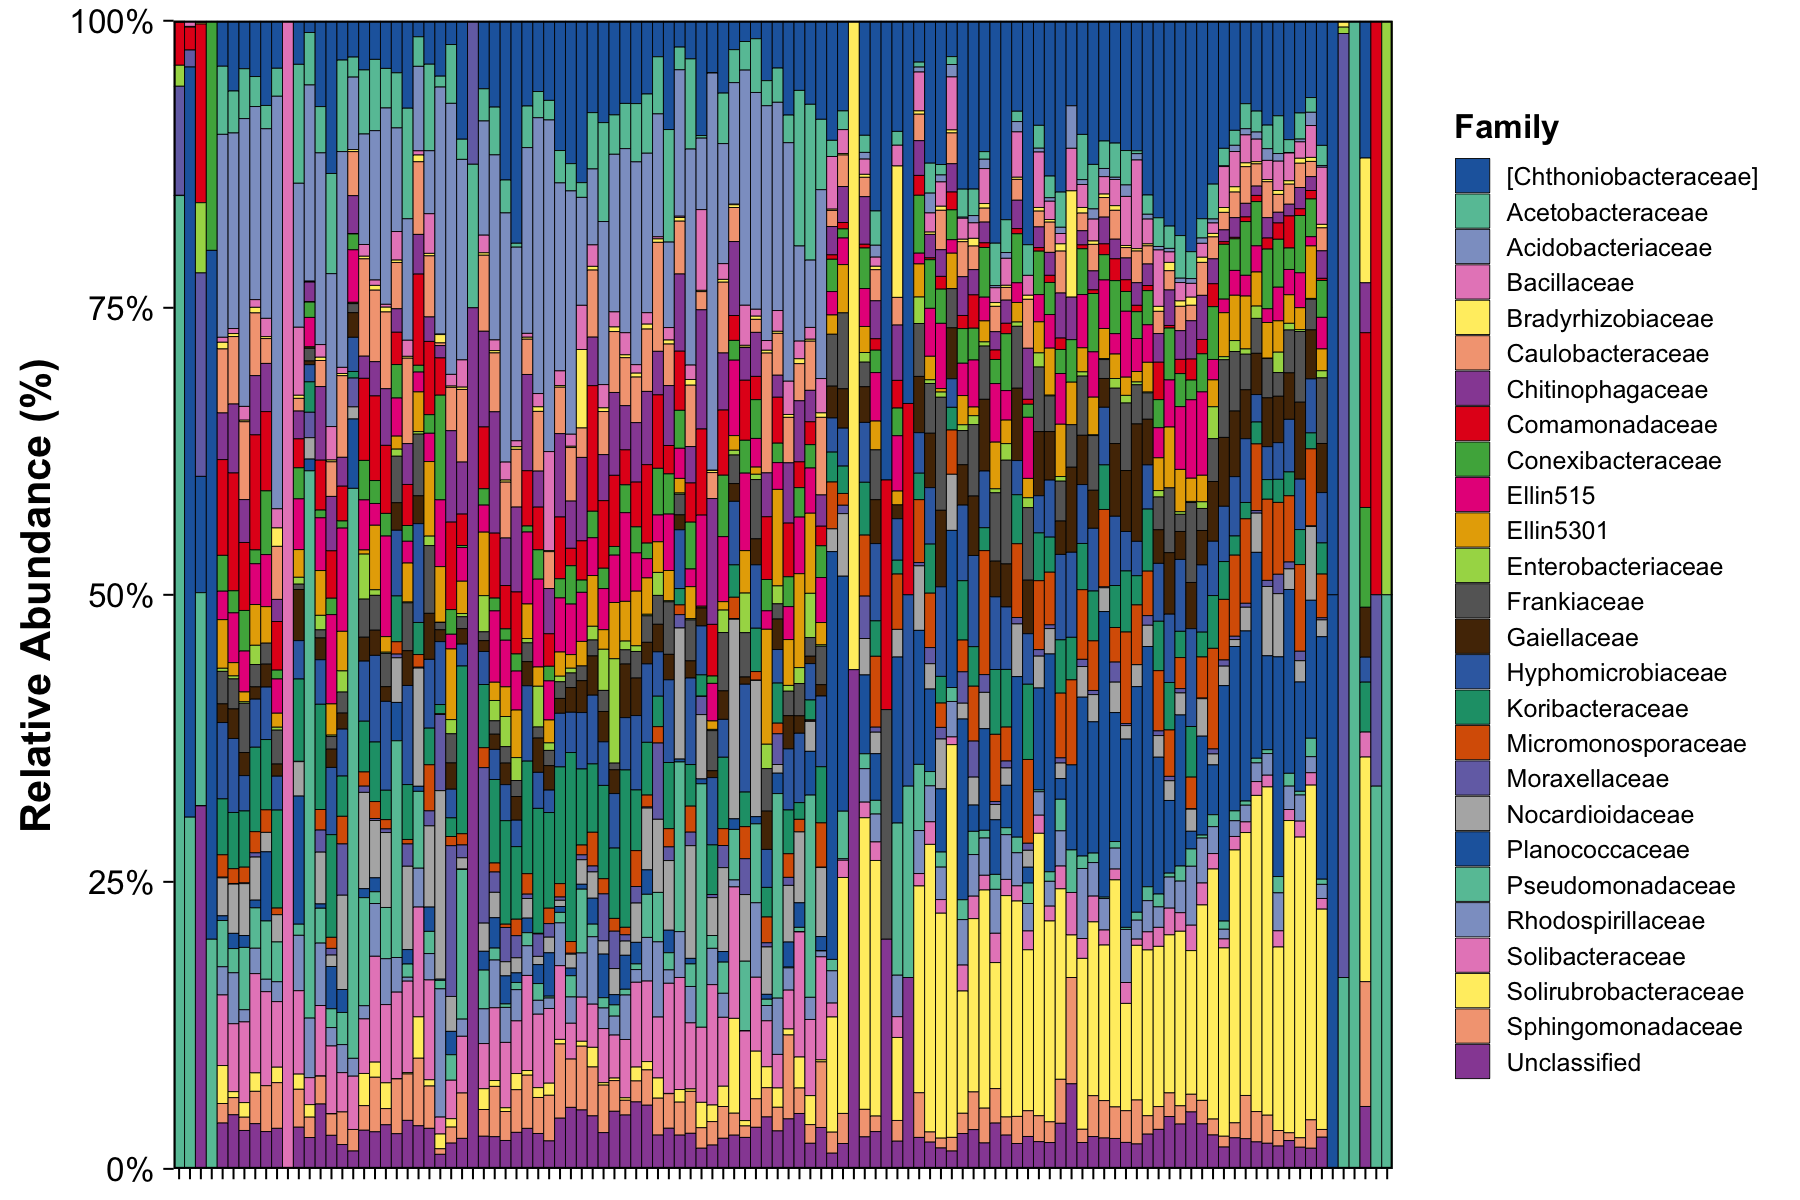 100%
75%
50%
25%
0%
Relative Abundance (%)
Family
[Chthoniobacteraceae]
Acetobacteraceae
Acidobacteriaceae
Bacillaceae
Bradyrhizobiaceae
Caulobacteraceae
Chitinophagaceae
Comamonadaceae
Conexibacteraceae
Ellin515
Ellin5301
Enterobacteriaceae
Frankiaceae
Gaiellaceae
Hyphomicrobiaceae
Koribacteraceae
Micromonosporaceae
Moraxellaceae
Nocardioidaceae
Planococcaceae
Pseudomonadaceae
Rhodospirillaceae
Solibacteraceae
Solirubrobacteraceae
Sphingomonadaceae
Unclassified